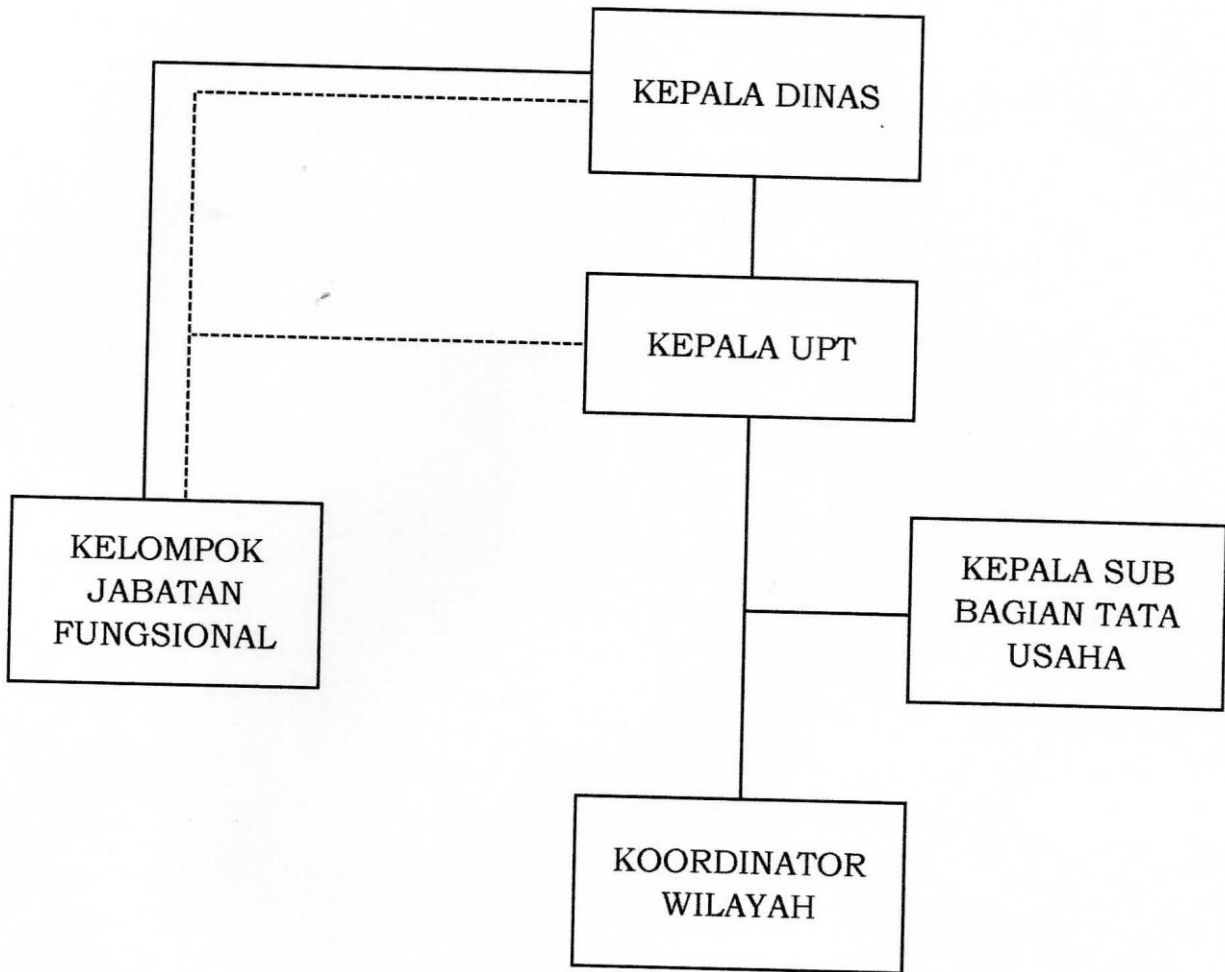 KEPALA DINAS
KEPALA UPT
KELOMPOK
JABATAN
FUNGSIONAL
KEPALA SUB
BAGIAN TATA
USAHA
KOORDINATOR
WILAYAH